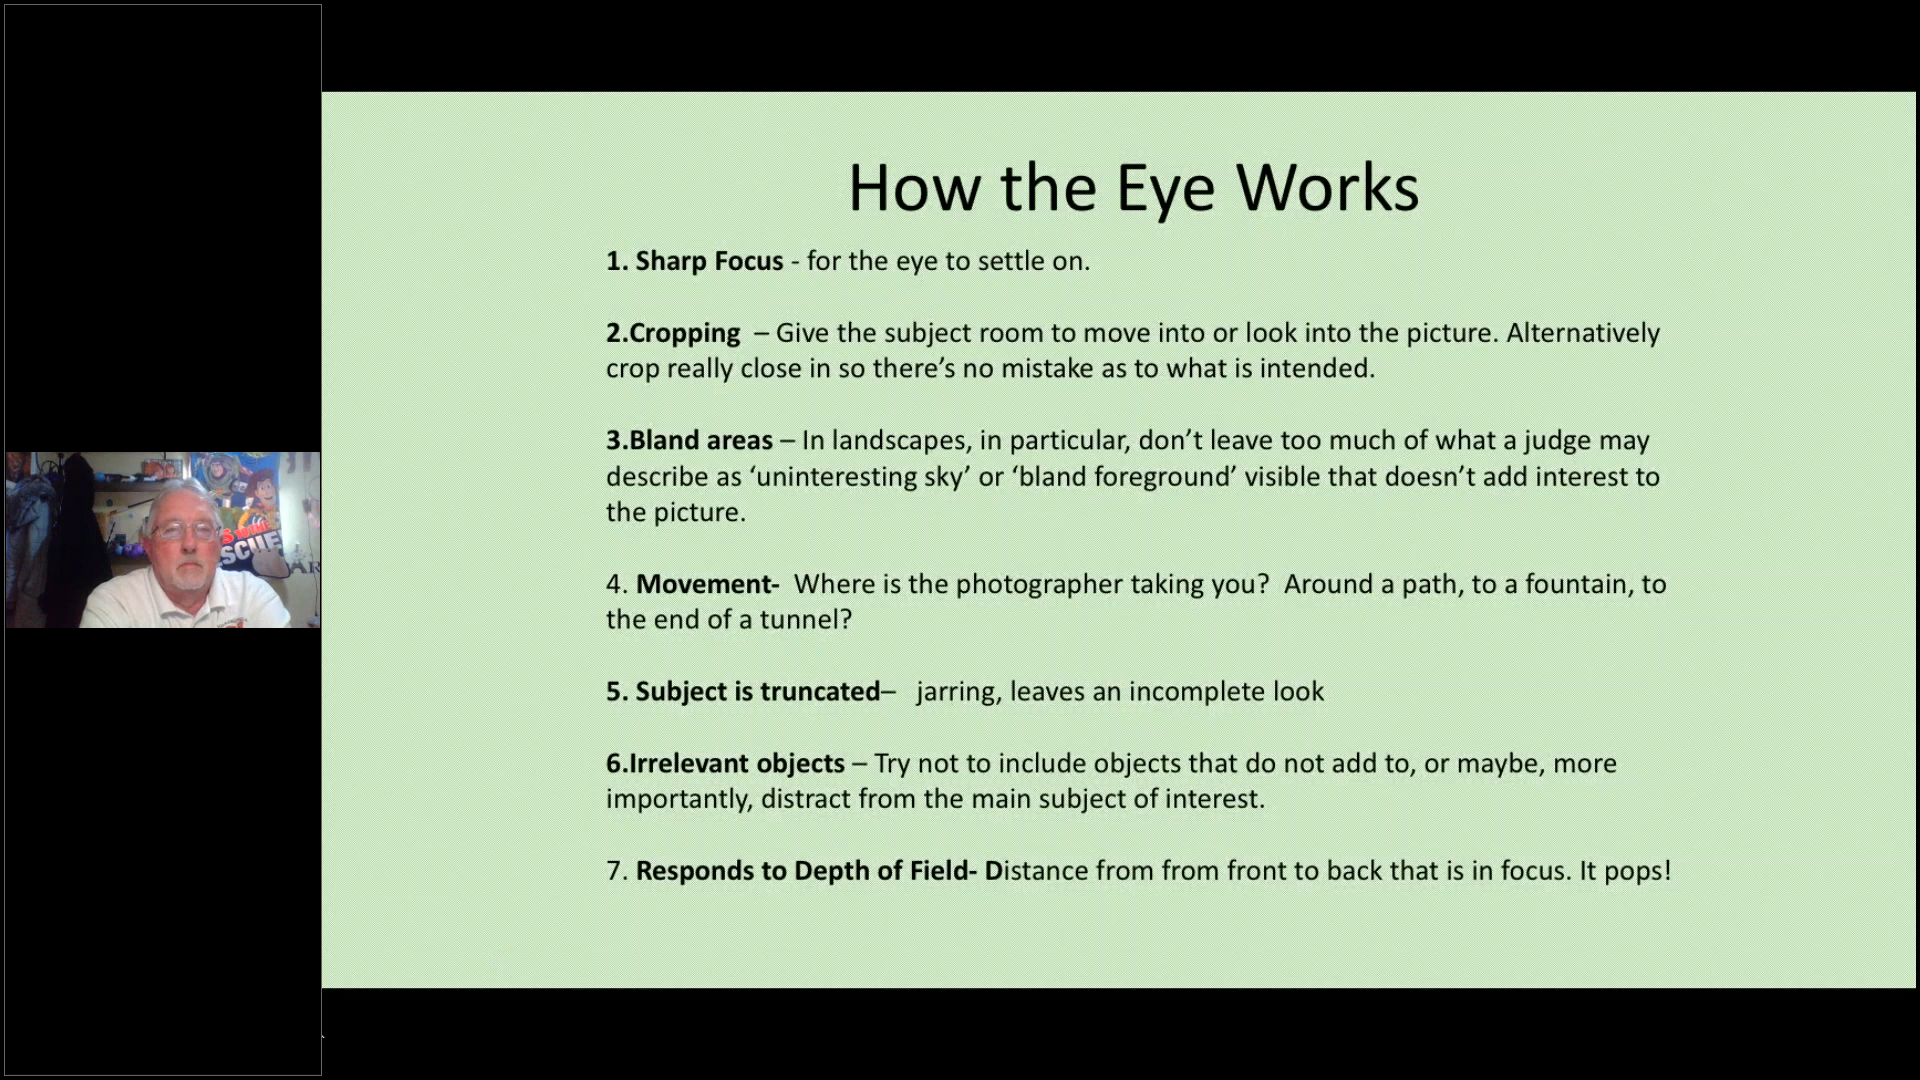 How the Eye Works
1. Sharp Focus - for the eye to settle on.
2.Cropping – Give the subject room to move into or look into the picture. Alternatively
crop really close in so there’s no mistake as to what is intended.
3.Bland areas – In landscapes, in particular, don’t leave too much of what a judge may
describe as ‘uninteresting sky’ or ‘bland foreground’ visible that doesn’t add interest to
the picture.
4. Movement- Where is the photographer taking you? Around a path, to a fountain, to
the end of a tunnel?
5. Subject is truncated– jarring, leaves an incomplete look
6.Irrelevant objects – Try not to include objects that do not add to, or maybe, more
importantly, distract from the main subject of interest.
7. Responds to Depth of Field- Distance from from front to back that is in focus. It pops!